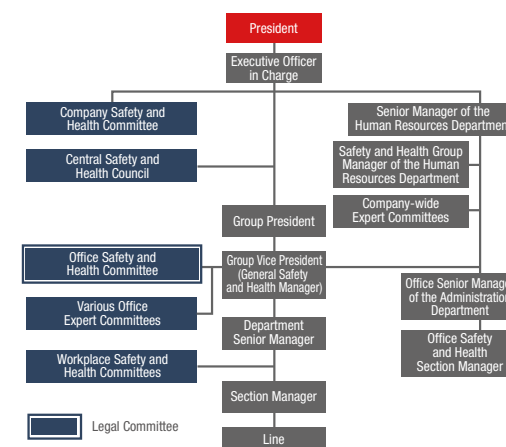 President
Executive Officer
in Charge
Company Safety and
Health Committee
Senior Manager of the
Human Resources Department
Central Safety and
Health Council
Safety and Health Group
Manager of the Human
Resources Department
Company-wide
Expert Committees
Group President
Office Safety and
Health Committee
Group Vice President
(General Safety
and Health Manager)
Office Senior Manager
of the Administration
Department
Various Office
Expert Committees
Department
Senior Manager
Office Safety
and Health
Section Manager
Workplace Safety and
Health Committees
Section Manager
Legal Committee
Line